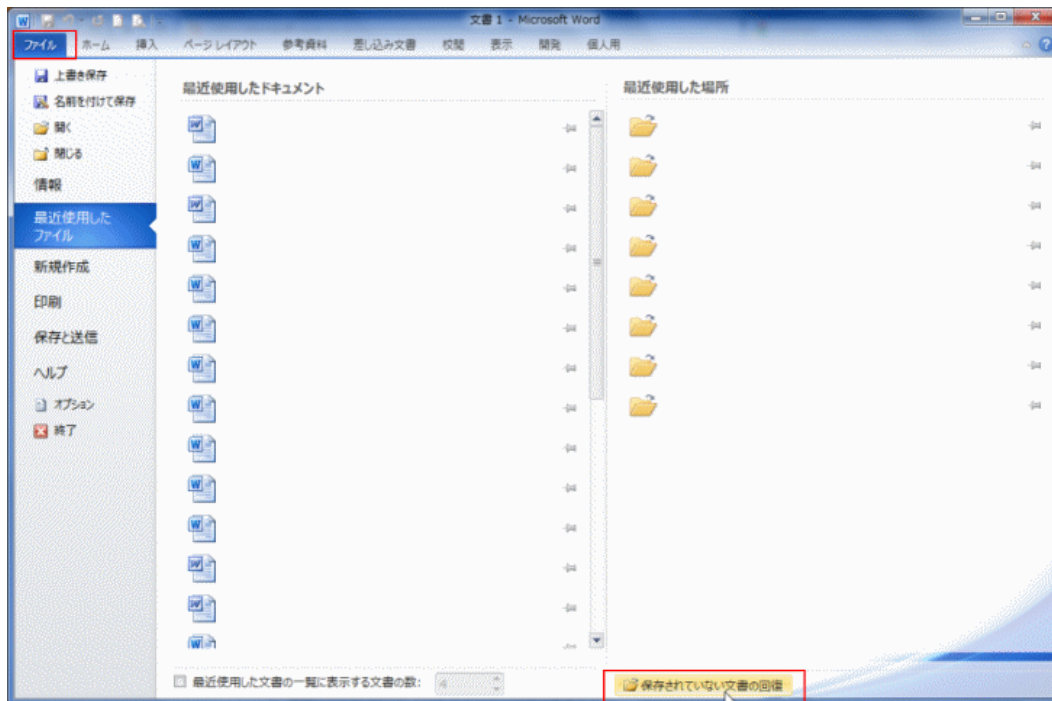 文書 1 - Microsoft Word
ファイル ホーム 挿入 ページ レイアウト 参考資料 差し込み文書 校閲 表示 開発 個人用
上書き保存
名前を付けて保存
開く
閉じる
情報
最近使用した
ファイル
新規作成
印刷
保存と送信
ヘルプ
オプション
終了
最近使用したドキュメント
最近使用した場所
最近使用した文書の一覧に表示する文書の数: 4
保存されていない文書の回復